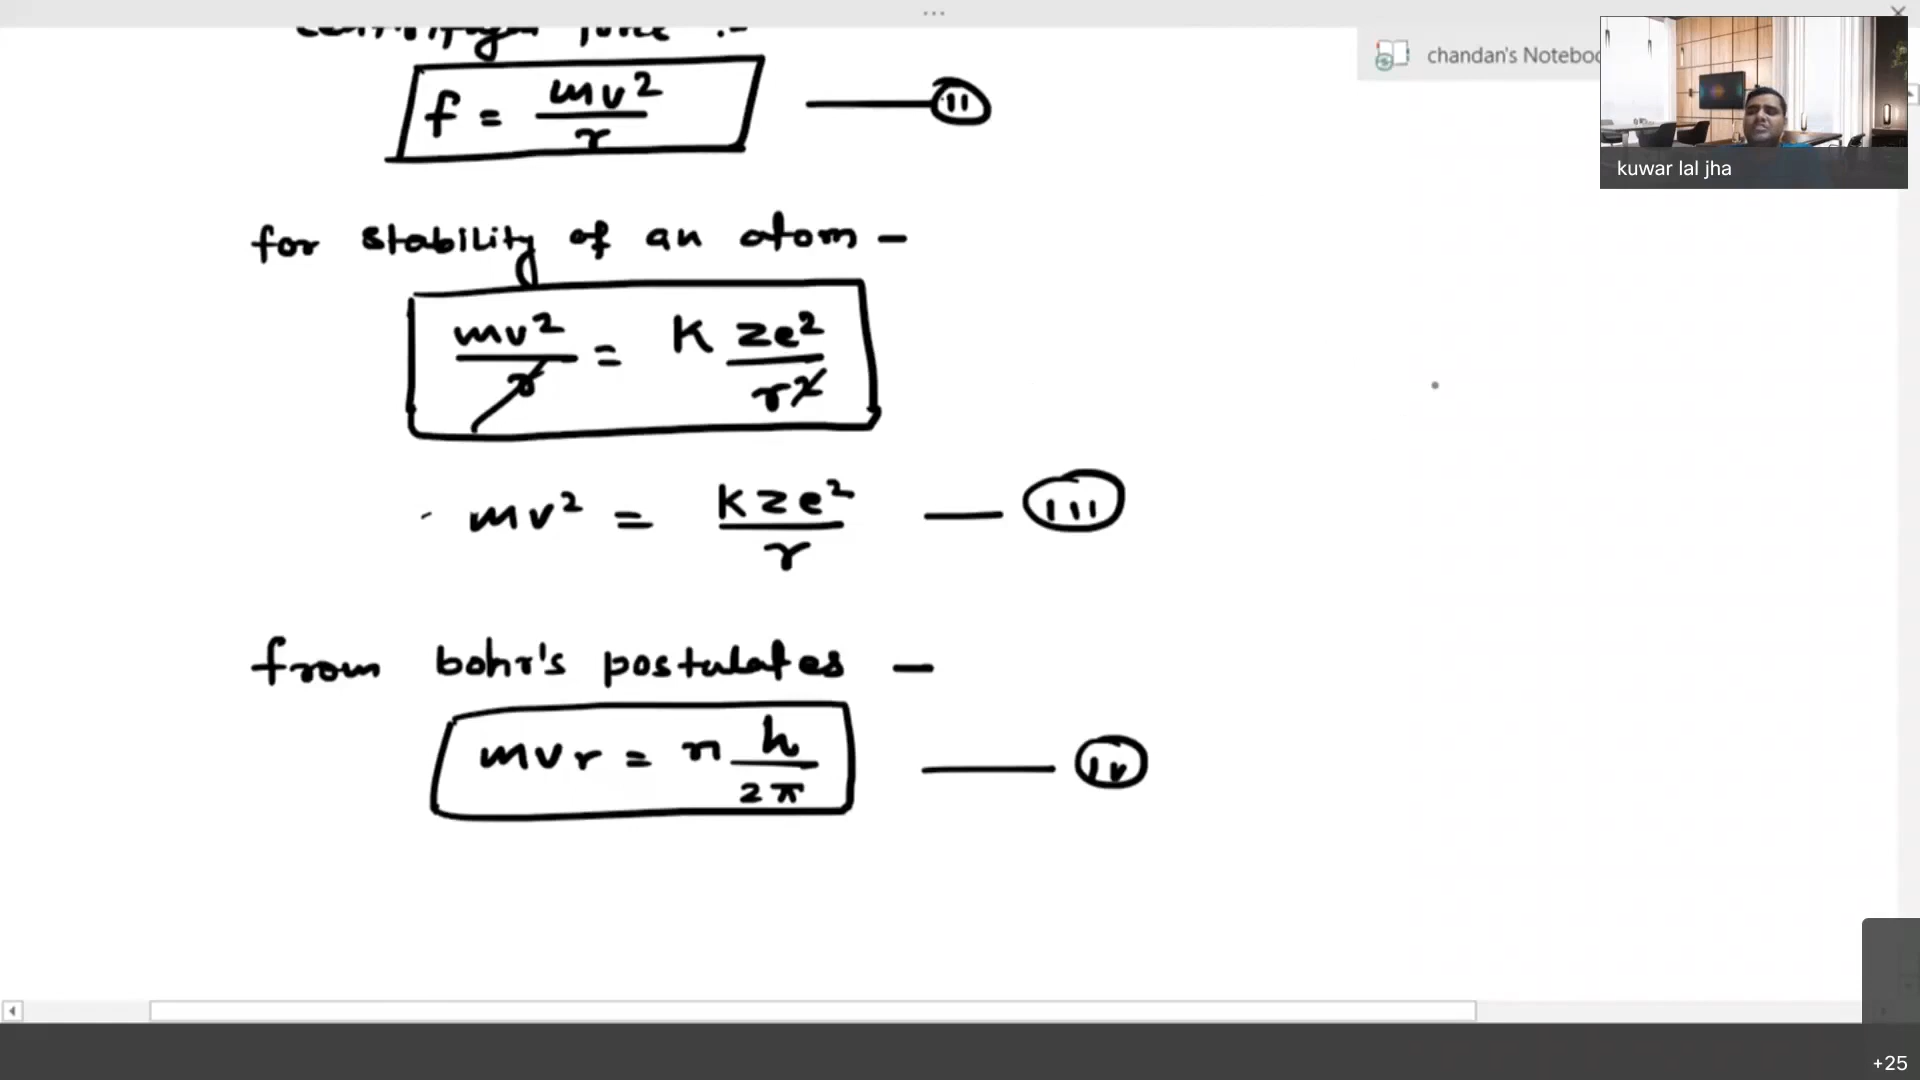 chandan's Noteboo
kuwar lal jha
f = mv²/r — (ii)
for stability of an atom -
mv²/r = K ze²/r²
mv² = Kze²/r — (iii)
from bohr's postulates -
mvr = n h/2π — (iv)
+25